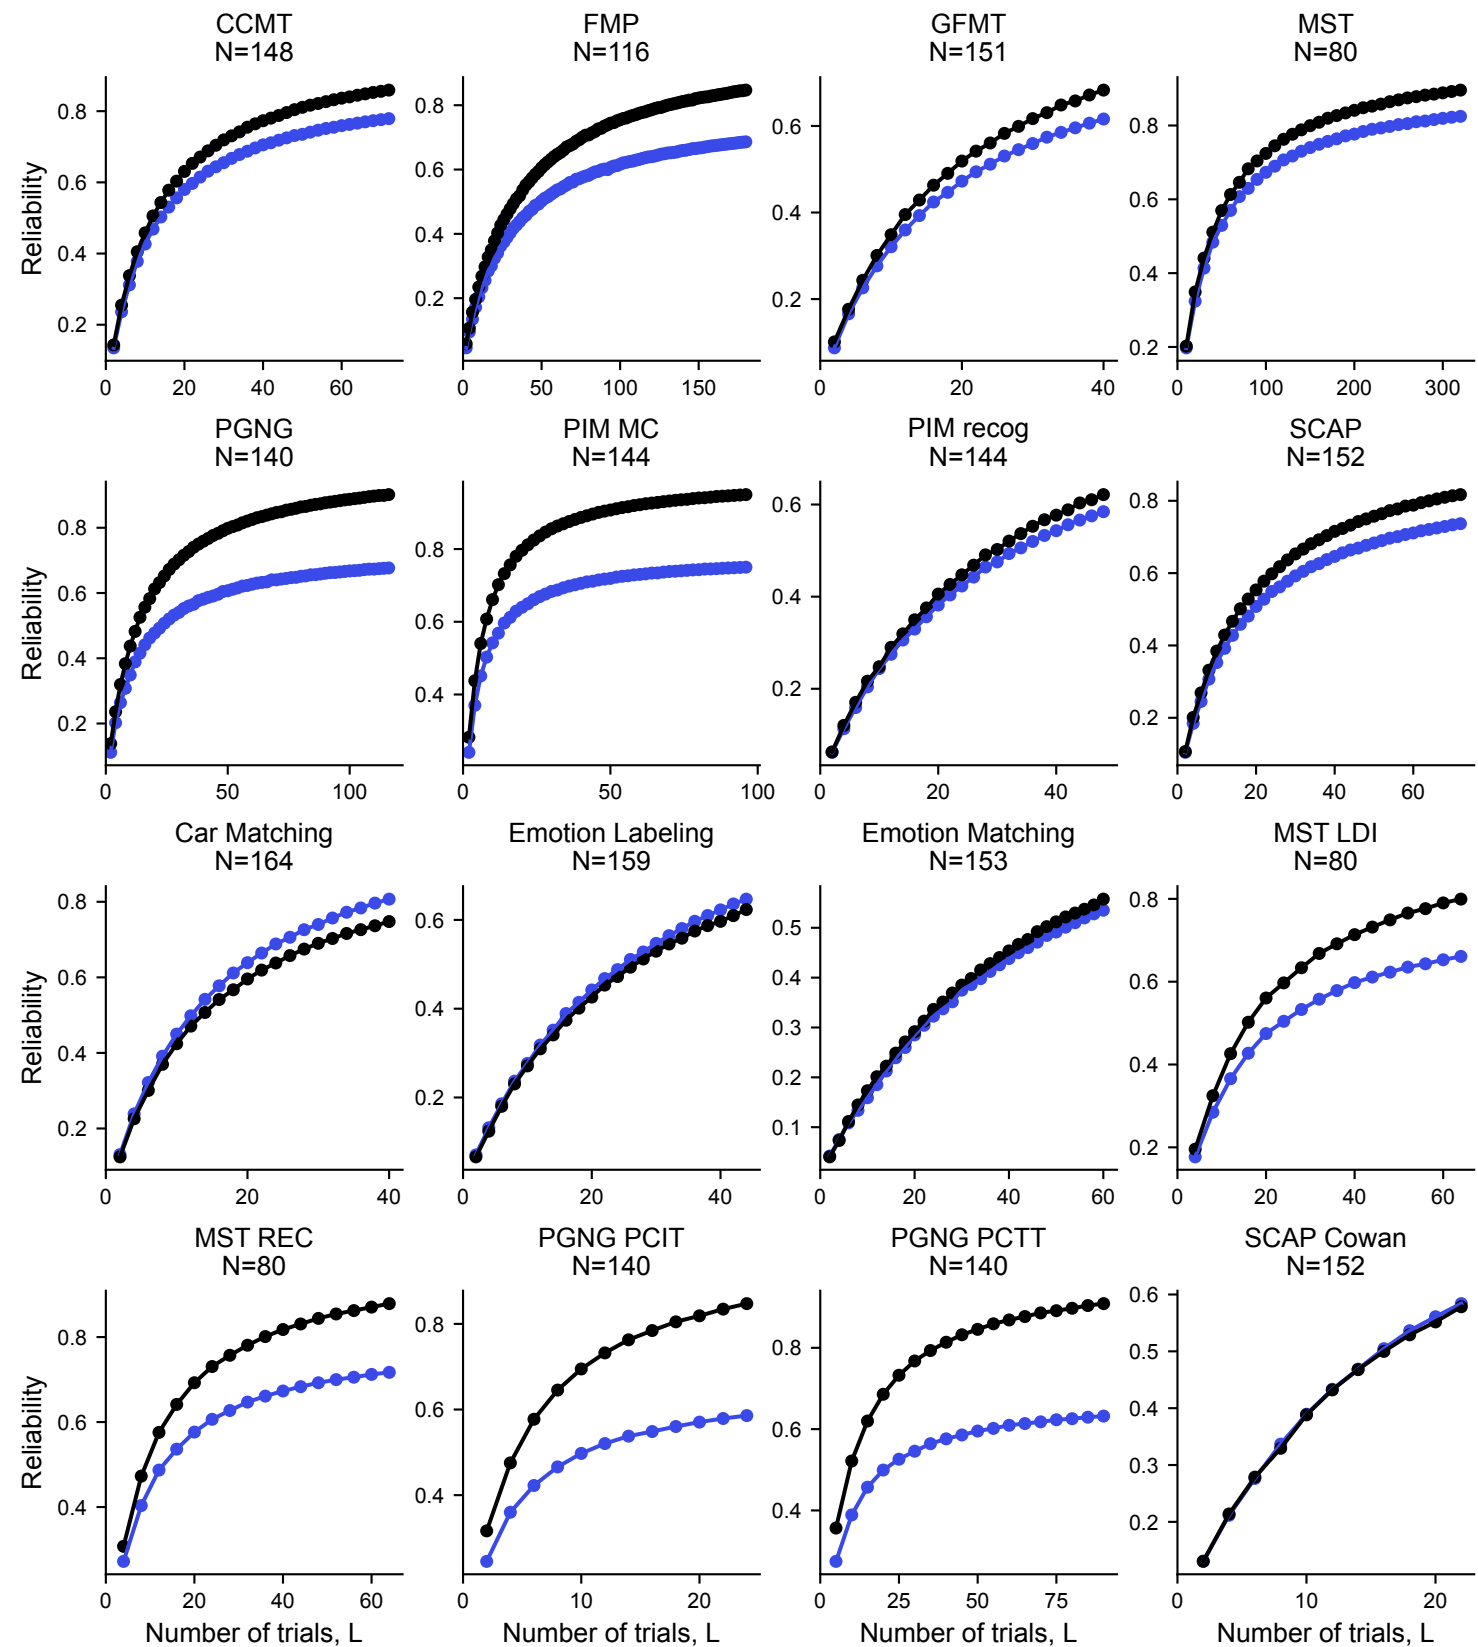 CCMT
N=148
FMP
N=116
GFMT
N=151
MST
N=80
Reliability
0.8
0.6
0.4
0.2
0
20
40
60
0.8
0.6
0.4
0.2
0
50
100
150
0.6
0.4
0.2
0
20
40
0.8
0.6
0.4
0.2
0
100
200
300
PGNG
N=140
PIM MC
N=144
PIM recog
N=144
SCAP
N=152
Reliability
0.8
0.6
0.4
0.2
0
50
100
0.8
0.6
0.4
0
50
100
0.6
0.4
0.2
0
20
40
0.8
0.6
0.4
0.2
0
20
40
60
Car Matching
N=164
Emotion Labeling
N=159
Emotion Matching
N=153
MST LDI
N=80
Reliability
0.8
0.6
0.4
0.2
0
20
40
0.6
0.4
0.2
0
20
40
0.5
0.4
0.3
0.2
0.1
0
20
40
60
0.8
0.6
0.4
0.2
0
20
40
60
MST REC
N=80
PGNG PCIT
N=140
PGNG PCTT
N=140
SCAP Cowan
N=152
Reliability
0.8
0.6
0.4
0
20
40
60
Number of trials, L
0.8
0.6
0.4
0
10
20
Number of trials, L
0.8
0.6
0.4
0
25
50
75
Number of trials, L
0.6
0.5
0.4
0.3
0.2
0
10
20
Number of trials, L